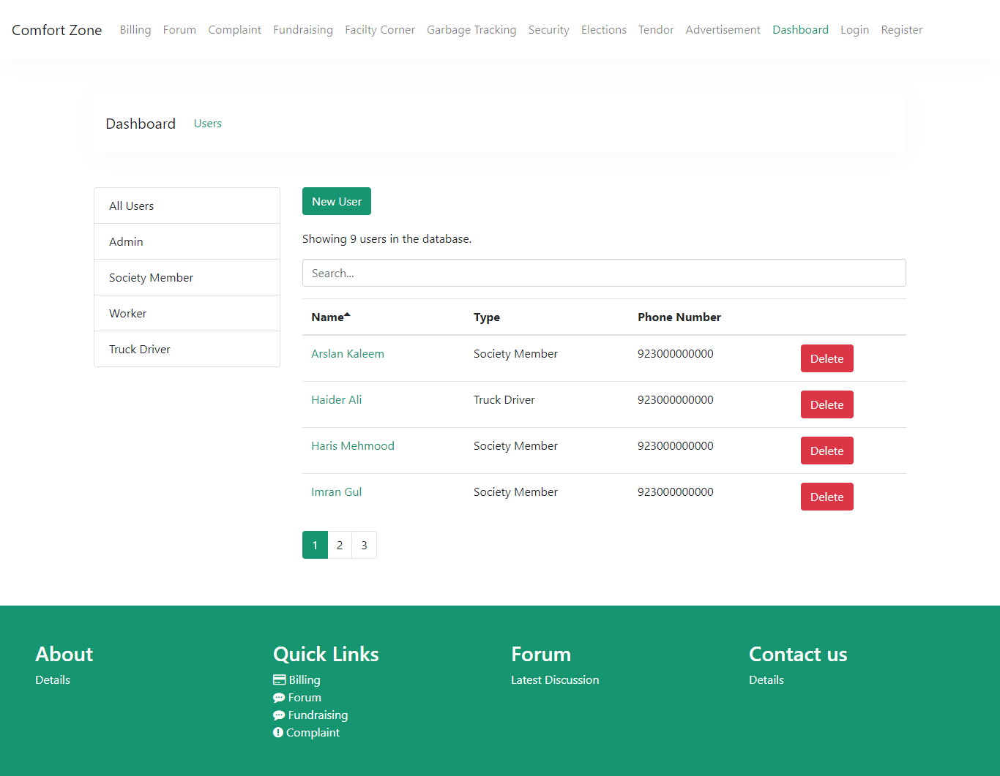 Comfort Zone Billing Forum Complaint Fundraising Facilty Corner Garbage Tracking Security Elections Tendor Advertisement Dashboard Login Register
Dashboard Users
All Users
Admin
Society Member
Worker
Truck Driver
New User
Showing 9 users in the database.
Search...
Name Type Phone Number
Arslan Kaleem Society Member 923000000000 Delete
Haider Ali Truck Driver 923000000000 Delete
Haris Mehmood Society Member 923000000000 Delete
Imran Gul Society Member 923000000000 Delete
1 2 3
About
Details
Quick Links
Billing
Forum
Fundraising
Complaint
Forum
Latest Discussion
Contact us
Details